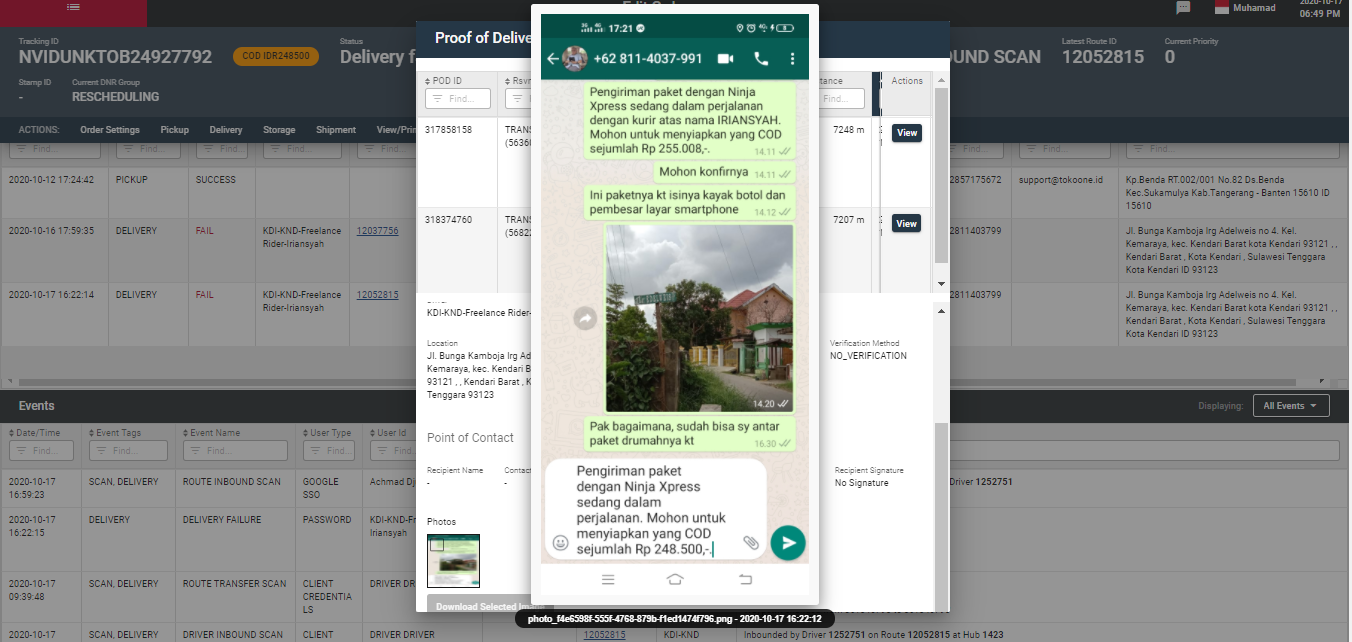 Muhamad
2020-10-17
06:49 PM
Tracking ID
NVIDUNKTOB24927792
COD IDR248500
Status
Delivery f
OUND SCAN
Latest Route ID
12052815
Current Priority
0
Stamp ID
-
Current DNR Group
RESCHEDULING
ACTIONS:
Order Settings
Pickup
Delivery
Storage
Shipment
View/Prin
Find...
Find...
Find...
Find...
Find...
Find...
Find...
Find...
2020-10-12 17:24:42
PICKUP
SUCCESS
2857175672
support@tokoone.id
Kp.Benda RT.002/001 No.82 Ds.Benda
Kec.Sukamulya Kab.Tangerang - Banten 15610 ID
15610
2020-10-16 17:59:35
DELIVERY
FAIL
KDI-KND-Freelance
Rider-Iriansyah
12037756
2811403799
Jl. Bunga Kamboja lrg Adelweis no 4. Kel.
Kemaraya, kec. Kendari Barat kota Kendari 93121 , ,
Kendari Barat , Kota Kendari , Sulawesi Tenggara
Kota Kendari ID 93123
2020-10-17 16:22:14
DELIVERY
FAIL
KDI-KND-Freelance
Rider-Iriansyah
12052815
2811403799
Jl. Bunga Kamboja lrg Adelweis no 4. Kel.
Kemaraya, kec. Kendari Barat kota Kendari 93121 , ,
Kendari Barat , Kota Kendari , Sulawesi Tenggara
Kota Kendari ID 93123
Proof of Delive
POD ID
Rsvn
tance
Actions
Find...
Find...
317858158
TRANS
(5636
7248 m
View
318374760
TRANS
(5682
7207 m
View
KDI-KND-Freelance Rider-
Location
Jl. Bunga Kamboja lrg Ad
Kemaraya, kec. Kendari B
93121 , , Kendari Barat , K
Tenggara 93123
Verification Method
NO_VERIFICATION
Point of Contact
Recipient Name
-
Contac
-
Recipient Signature
No Signature
Photos
Download Selected Imag
17:21
+62 811-4037-991
Pengiriman paket dengan Ninja
Xpress sedang dalam perjalanan
dengan kurir atas nama IRIANSYAH.
Mohon untuk menyiapkan yang COD
sejumlah Rp 255.008,-.
14.11
Mohon konfirnya
14.11
Ini paketnya kt isinya kayak botol dan
pembesar layar smartphone
14.12
14.20
Pak bagaimana, sudah bisa sy antar
paket drumahnya kt
16.30
Pengiriman paket
dengan Ninja Xpress
sedang dalam
perjalanan. Mohon untuk
menyiapkan yang COD
sejumlah Rp 248.500,-.
photo_f4e6598f-555f-4768-879b-f1ed1474f796.png - 2020-10-17 16:22:12
Events
Displaying:
All Events
Date/Time
Event Tags
Event Name
User Type
User Id
Find...
Find...
Find...
Find...
Find...
2020-10-17
16:59:23
SCAN, DELIVERY
ROUTE INBOUND SCAN
GOOGLE
SSO
Achmad Dj
Driver 1252751
2020-10-17
16:22:15
DELIVERY
DELIVERY FAILURE
PASSWORD
KDI-KND-Fr
Iriansyah
2020-10-17
09:39:48
SCAN, DELIVERY
ROUTE TRANSFER SCAN
CLIENT
CREDENTIA
LS
DRIVER DR
2020-10-17
SCAN, DELIVERY
DRIVER INBOUND SCAN
CLIENT
DRIVER DRIVER
12052815
KDI-KND
Inbounded by Driver 1252751 on Route 12052815 at Hub 1423